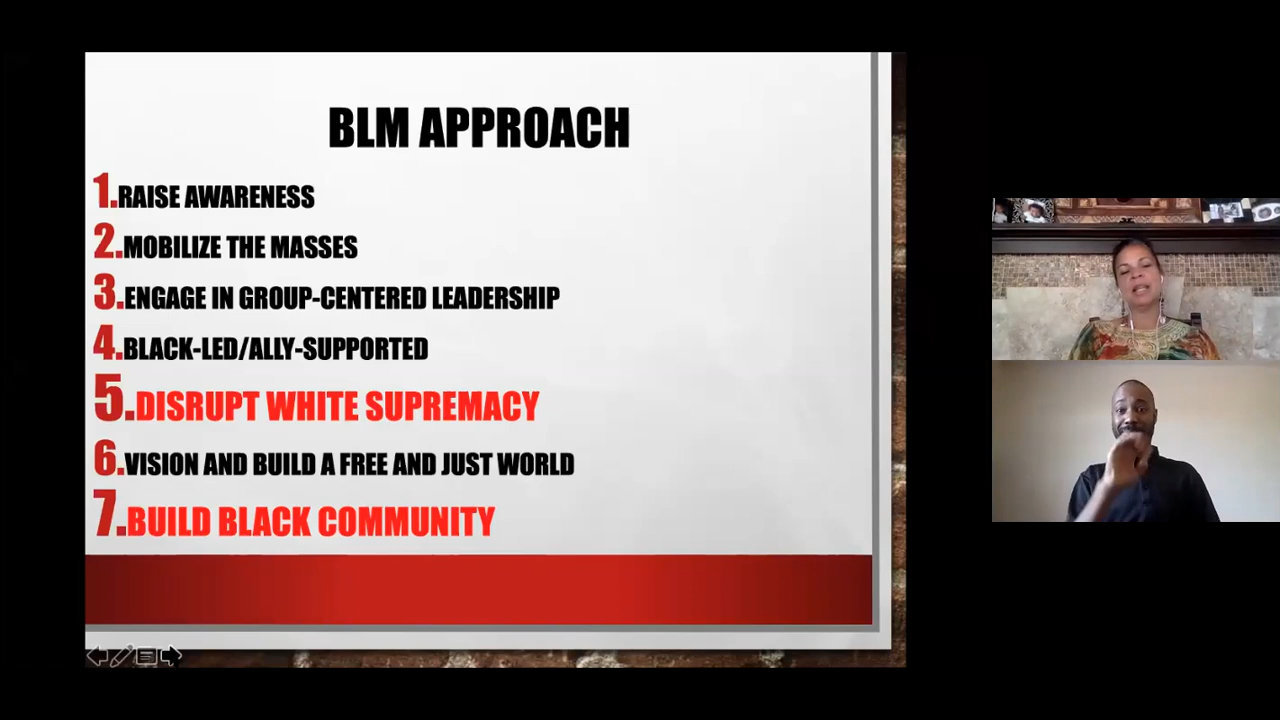 BLM APPROACH
1.RAISE AWARENESS
2.MOBILIZE THE MASSES
3.ENGAGE IN GROUP-CENTERED LEADERSHIP
4.BLACK-LED/ALLY-SUPPORTED
5.DISRUPT WHITE SUPREMACY
6.VISION AND BUILD A FREE AND JUST WORLD
7.BUILD BLACK COMMUNITY